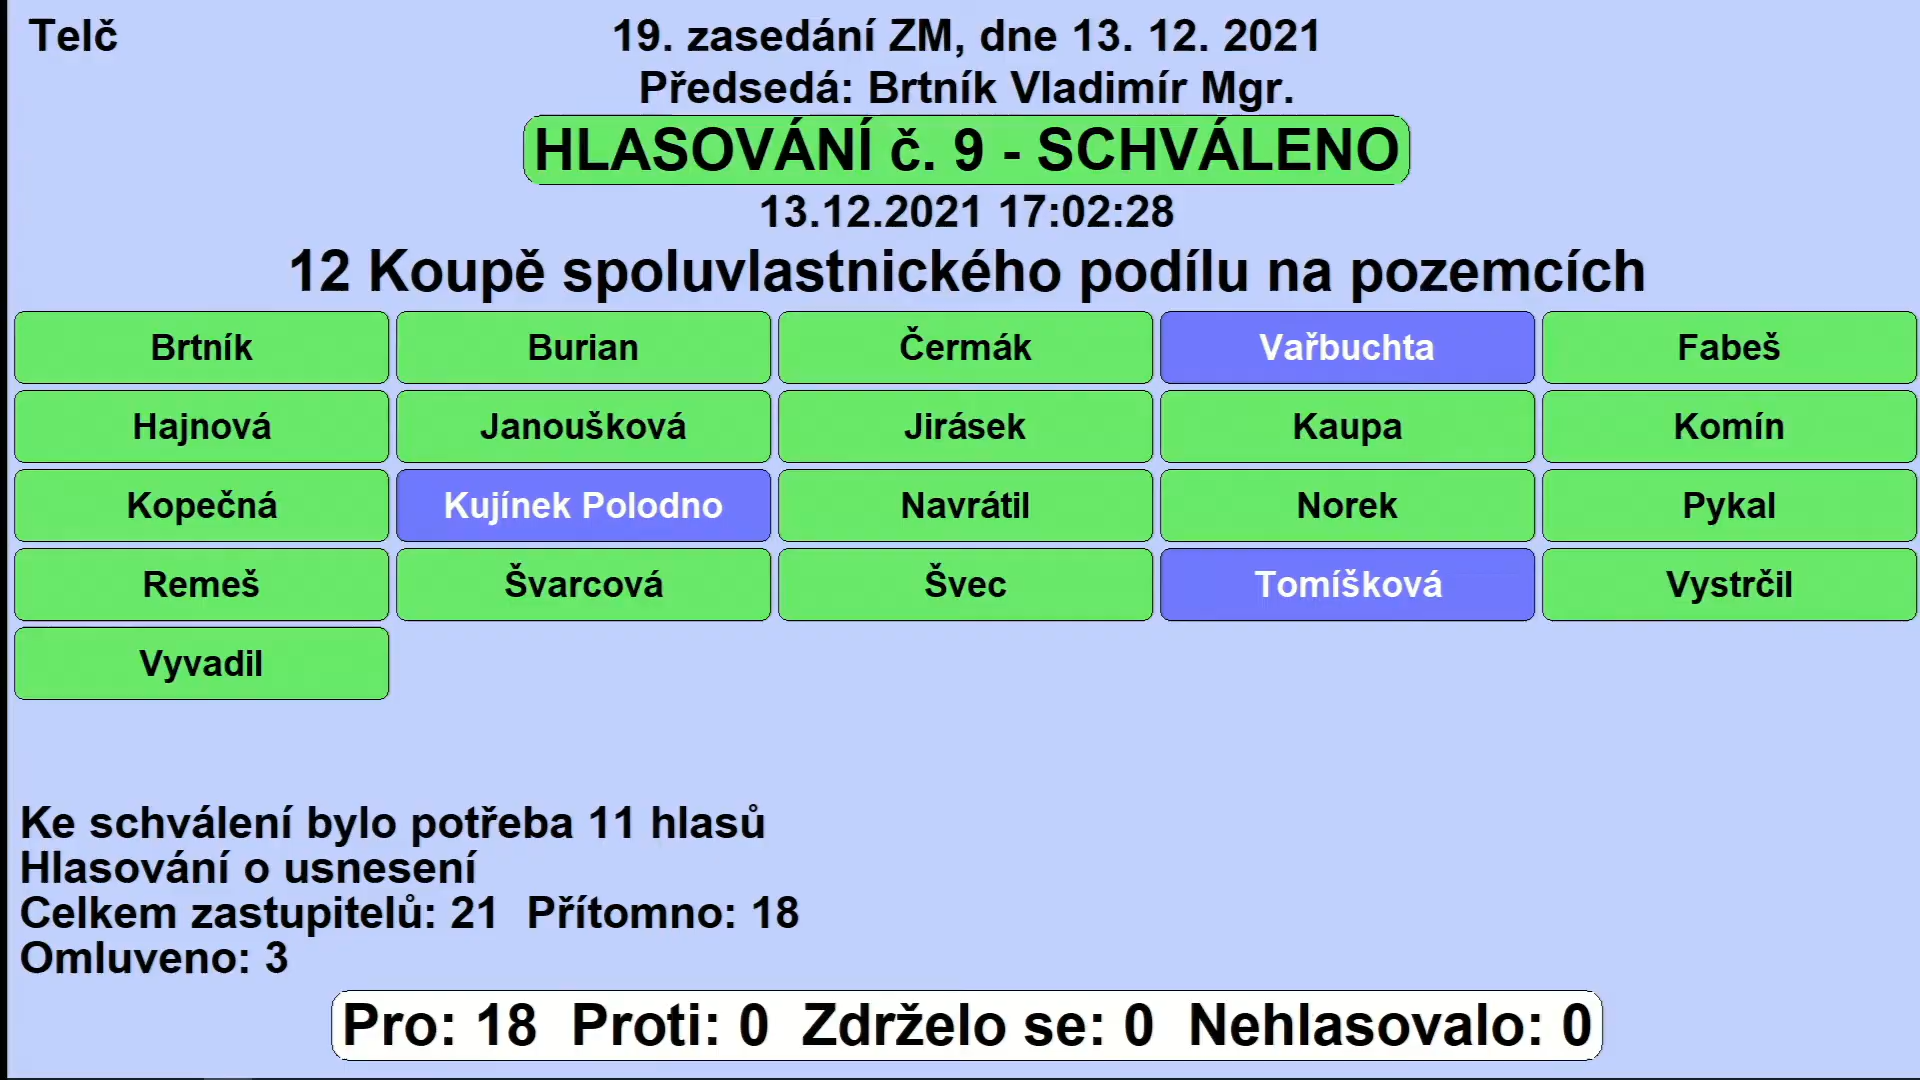 Telč
19. zasedání ZM, dne 13. 12. 2021
Předsedá: Brtník Vladimír Mgr.
HLASOVÁNÍ č. 9 - SCHVÁLENO
13.12.2021 17:02:28
12 Koupě spoluvlastnického podílu na pozemcích
Brtník Burian Čermák Vařbuchta Fabeš
Hajnová Janoušková Jirásek Kaupa Komín
Kopečná Kujínek Polodno Navrátil Norek Pykal
Remeš Švarcová Švec Tomíšková Vystrčil
Vyvadil
Ke schválení bylo potřeba 11 hlasů
Hlasování o usnesení
Celkem zastupitelů: 21 Přítomno: 18
Omluveno: 3
Pro: 18 Proti: 0 Zdrželo se: 0 Nehlasovalo: 0